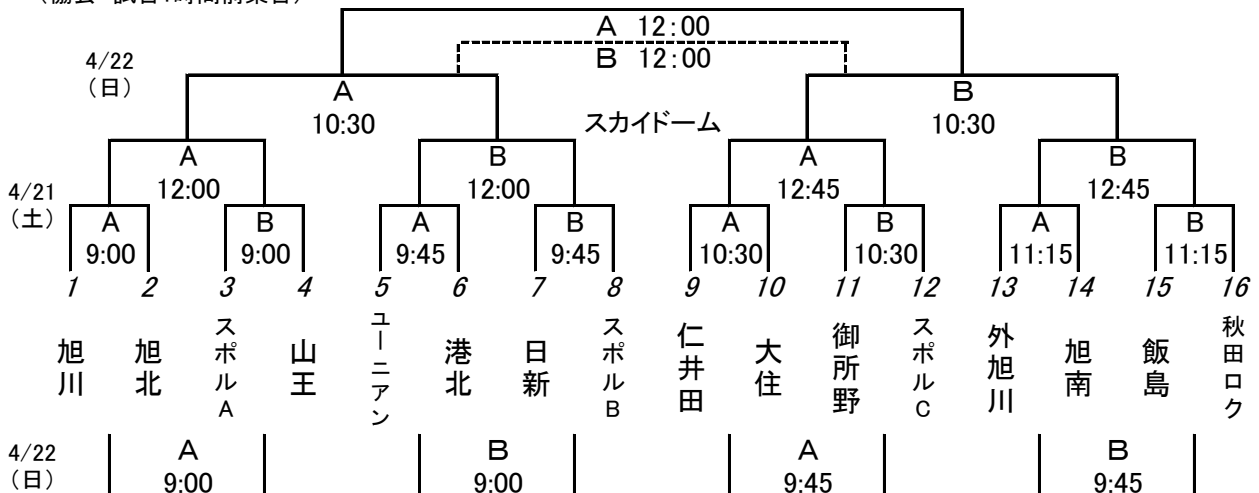 (協会 試合1時間前集合)
A 12:00
B 12:00
4/22
(日)
A
B
10:30
スカイドーム
10:30
A
B
A
B
4/21
(土)
12:00
12:00
12:45
12:45
A
B
A
B
A
B
A
B
9:00
9:00
9:45
9:45
10:30
10:30
11:15
11:15
1 2 3 4 5 6 7 8 9 10 11 12 13 14 15 16
旭川
旭北
スポルA
山王
ユーニアン
港北
日新
スポルB
仁井田
大住
御所野
スポルC
外旭川
旭南
飯島
秋田ロク
4/22
(日)
A
B
A
B
9:00
9:00
9:45
9:45